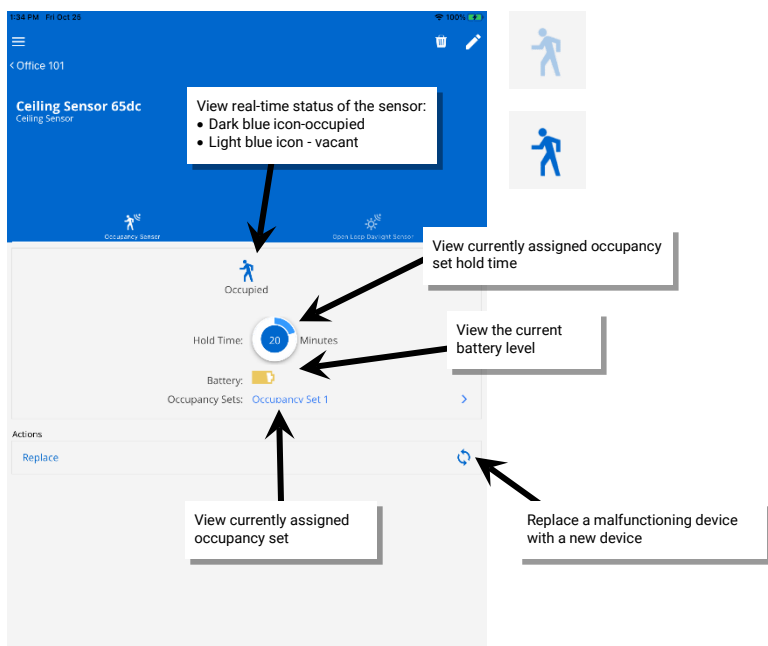 1:34 PM Fri Oct 25
100%
< Office 101
Ceiling Sensor 65dc
Ceiling Sensor
View real-time status of the sensor:
• Dark blue icon-occupied
• Light blue icon - vacant
Occupancy Sensor
Open Loop Daylight Sensor
View currently assigned occupancy
set hold time
Occupied
Hold Time: 20 Minutes
View the current
battery level
Battery:
Occupancy Sets: Occupancy Set 1
Actions
Replace
View currently assigned
occupancy set
Replace a malfunctioning device
with a new device